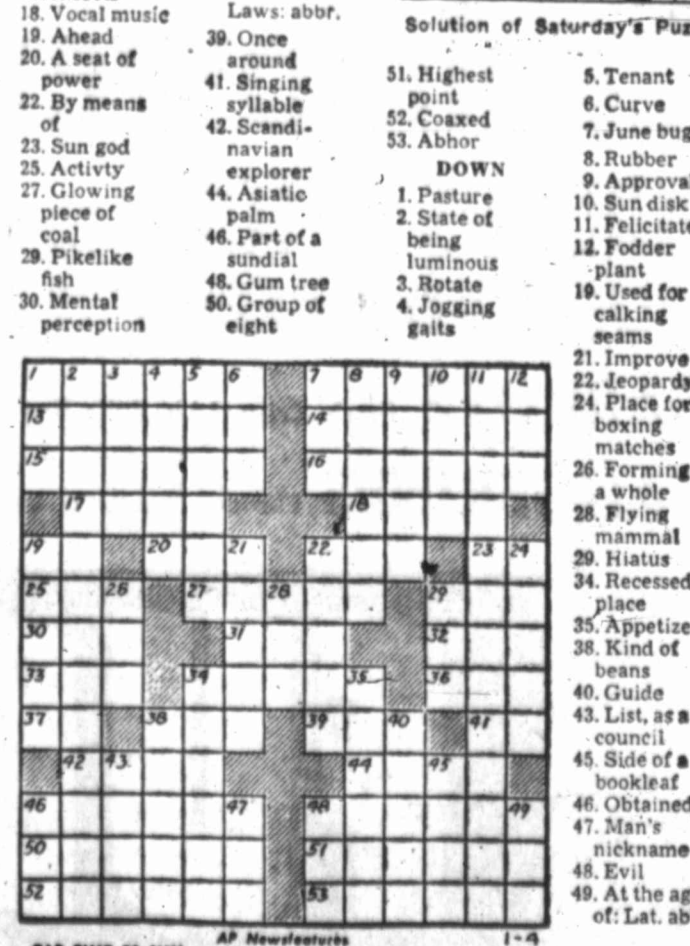 18. Vocal music
19. Ahead
20. A seat of
power
22. By means
of
23. Sun god
25. Activty
27. Glowing
piece of
coal
29. Pikelike
fish
30. Mental
perception
Laws: abbr.
39. Once
around
41. Singing
syllable
42. Scandi-
navian
explorer
44. Asiatic
palm
46. Part of a
sundial
48. Gum tree
50. Group of
eight
Solution of Saturday's Puz
51. Highest
point
52. Coaxed
53. Abhor
DOWN
1. Pasture
2. State of
being
luminous
3. Rotate
4. Jogging
gaits
5. Tenant
6. Curve
7. June bug
8. Rubber
9. Approval
10. Sun disk
11. Felicitate
12. Fodder
plant
19. Used for
calking
seams
21. Improve
22. Jeopardy
24. Place for
boxing
matches
26. Forming
a whole
28. Flying
mammal
29. Hiatus
34. Recessed
place
35. Appetize
38. Kind of
beans
40. Guide
43. List, as a
council
45. Side of a
bookleaf
46. Obtained
47. Man's
nickname
48. Evil
49. At the ag
of: Lat. ab
1 2 3 4 5 6 7 8 9 10 11 12
13 14
15 16
17 18
19 20 21 22 23 24
25 26 27 28 29
30 31 32
33 34 35 36
37 38 39 40 41
42 43 44 45
46 47 48 49
50 51
52 53
AP Newsfeatures 1-4